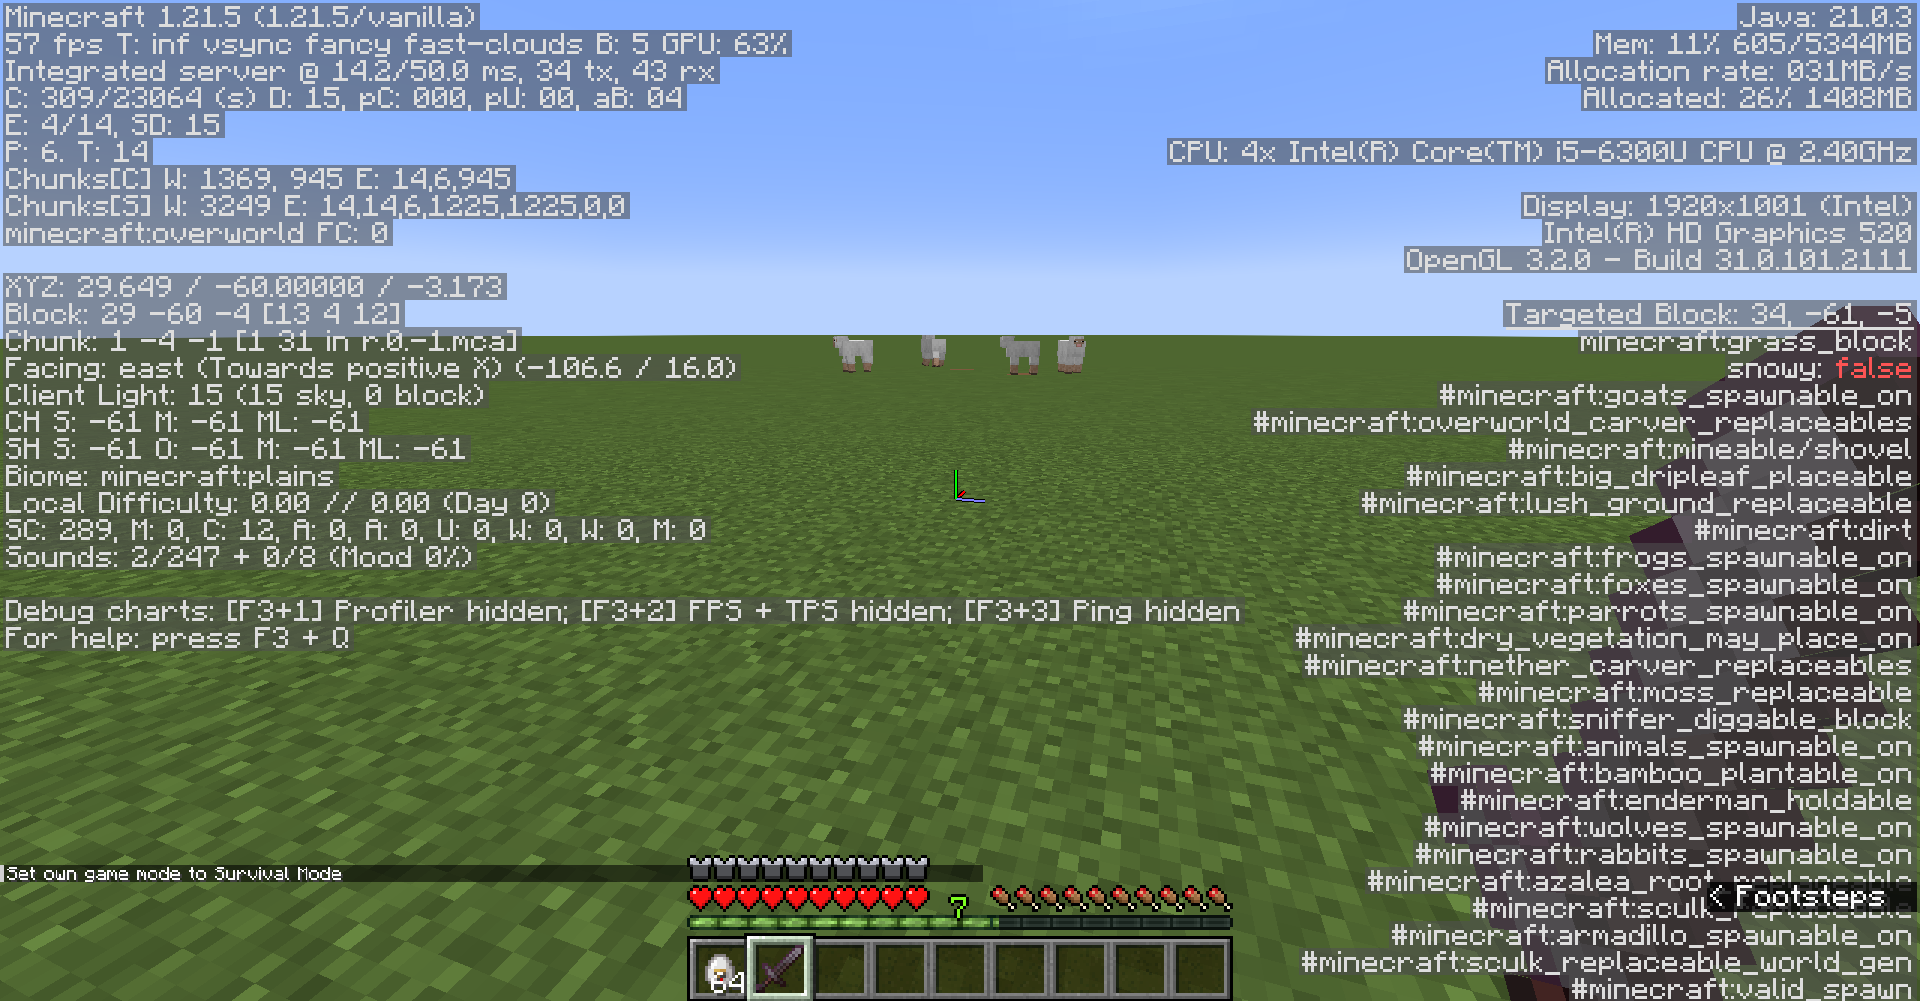 Minecraft 1.21.5 (1.21.5/vanilla)
57 fps T: inf vsync fancy fast-clouds B: 5 GPU: 63%
Integrated server @ 14.2/50.0 ms, 34 tx, 43 rx
C: 309/23064 (s) D: 15, pC: 000, pU: 00, aB: 04
E: 4/14, SD: 15
P: 6. T: 14
Chunks[C] W: 1369, 945 E: 14,6,945
Chunks[S] W: 3249 E: 14,14,6,1225,1225,0,0
minecraft:overworld FC: 0
XYZ: 29.649 / -60.00000 / -3.173
Block: 29 -60 -4 [13 4 12]
Chunk: 1 -4 -1 [1 31 in r.0.-1.mca]
Facing: east (Towards positive X) (-106.6 / 16.0)
Client Light: 15 (15 sky, 0 block)
CH S: -61 M: -61 ML: -61
SH S: -61 O: -61 M: -61 ML: -61
Biome: minecraft:plains
Local Difficulty: 0.00 // 0.00 (Day 0)
SC: 289, M: 0, C: 12, A: 0, A: 0, U: 0, W: 0, W: 0, M: 0
Sounds: 2/247 + 0/8 (Mood 0%)
Debug charts: [F3+1] Profiler hidden; [F3+2] FPS + TPS hidden; [F3+3] Ping hidden
For help: press F3 + Q
Java: 21.0.3
Mem: 11% 605/5344MB
Allocation rate: 031MB/s
Allocated: 26% 1408MB
CPU: 4x Intel(R) Core(TM) i5-6300U CPU @ 2.40GHz
Display: 1920x1001 (Intel)
Intel(R) HD Graphics 520
OpenGL 3.2.0 - Build 31.0.101.2111
Targeted Block: 34, -61, -5
minecraft:grass_block
snowy: false
#minecraft:goats_spawnable_on
#minecraft:overworld_carver_replaceables
#minecraft:mineable/shovel
#minecraft:big_dripleaf_placeable
#minecraft:lush_ground_replaceable
#minecraft:dirt
#minecraft:frogs_spawnable_on
#minecraft:foxes_spawnable_on
#minecraft:parrots_spawnable_on
#minecraft:dry_vegetation_may_place_on
#minecraft:nether_carver_replaceables
#minecraft:moss_replaceable
#minecraft:sniffer_diggable_block
#minecraft:animals_spawnable_on
#minecraft:bamboo_plantable_on
#minecraft:enderman_holdable
#minecraft:wolves_spawnable_on
#minecraft:rabbits_spawnable_on
#minecraft:azalea_root_replaceable
#minecraft:sculk_replaceable
#minecraft:armadillo_spawnable_on
#minecraft:sculk_replaceable_world_gen
#minecraft:valid_spawn
< Footsteps
Set own game mode to Survival Mode
7
64